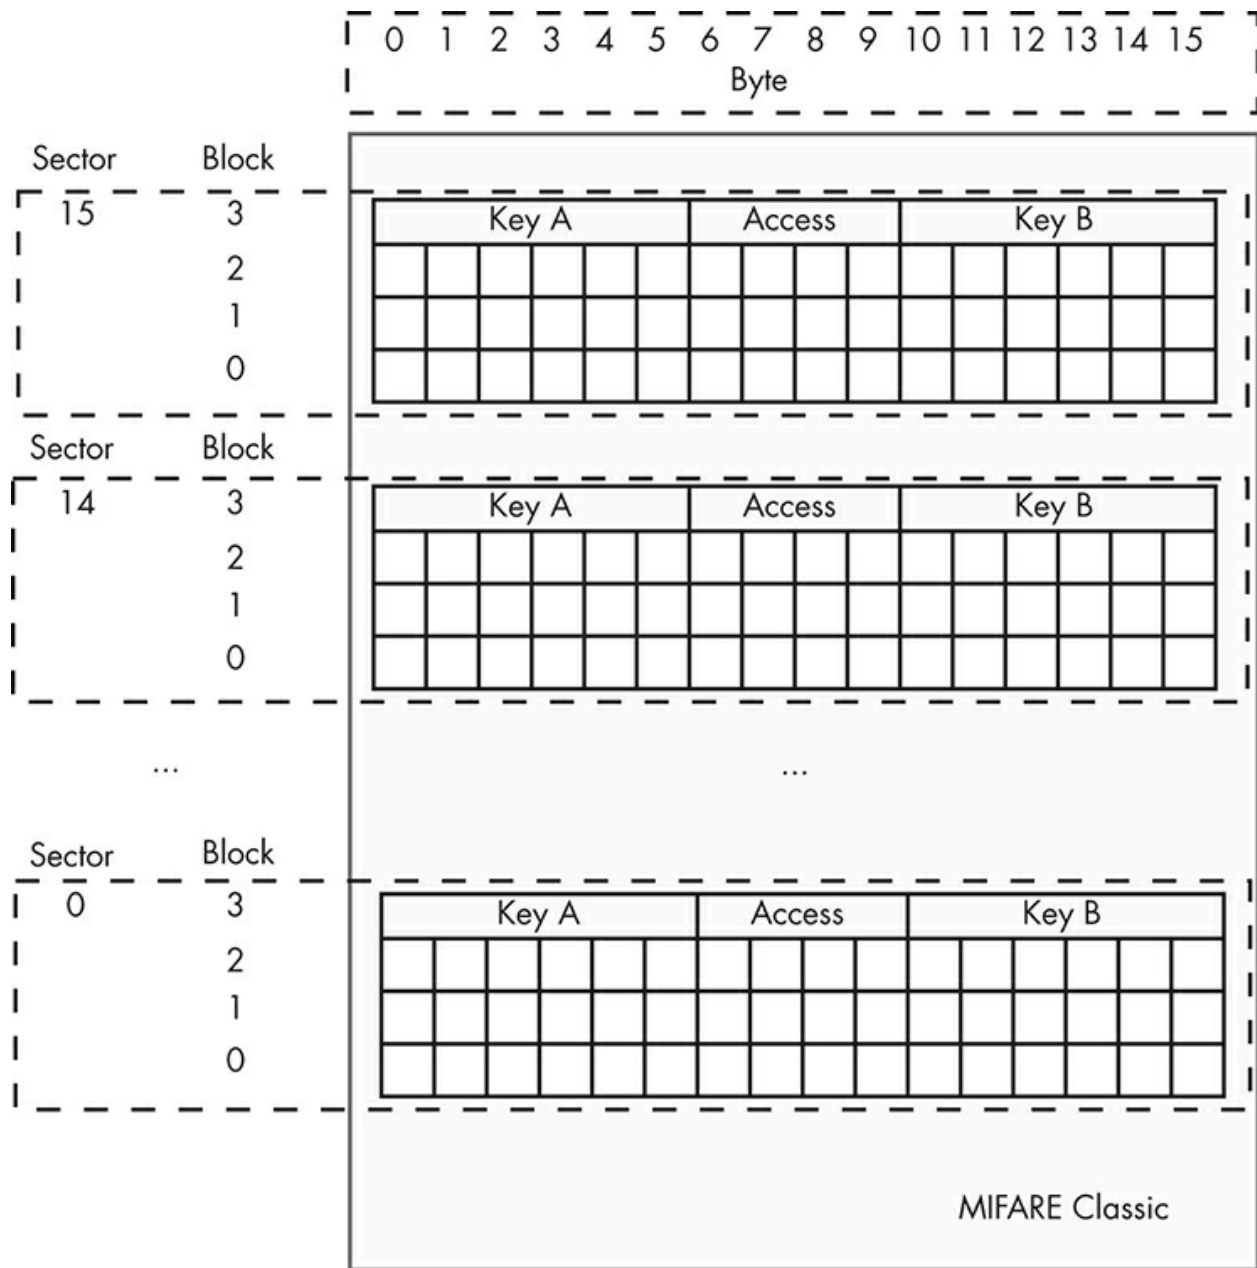 0 1 2 3 4 5 6 7 8 9 10 11 12 13 14 15
Byte
Sector Block
15 3 Key A Access Key B
2
1
0
Sector Block
14 3 Key A Access Key B
2
1
0
... ...
Sector Block
0 3 Key A Access Key B
2
1
0
MIFARE Classic